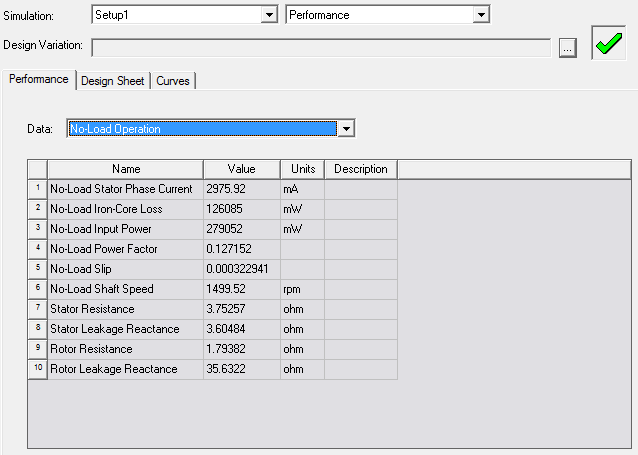 Simulation: Setup1 Performance
Design Variation: ...
Performance Design Sheet Curves
Data: No-Load Operation
Name Value Units Description
1 No-Load Stator Phase Current 2975.92 mA
2 No-Load Iron-Core Loss 126085 mW
3 No-Load Input Power 279052 mW
4 No-Load Power Factor 0.127152
5 No-Load Slip 0.000322941
6 No-Load Shaft Speed 1499.52 rpm
7 Stator Resistance 3.75257 ohm
8 Stator Leakage Reactance 3.60484 ohm
9 Rotor Resistance 1.79382 ohm
10 Rotor Leakage Reactance 35.6322 ohm